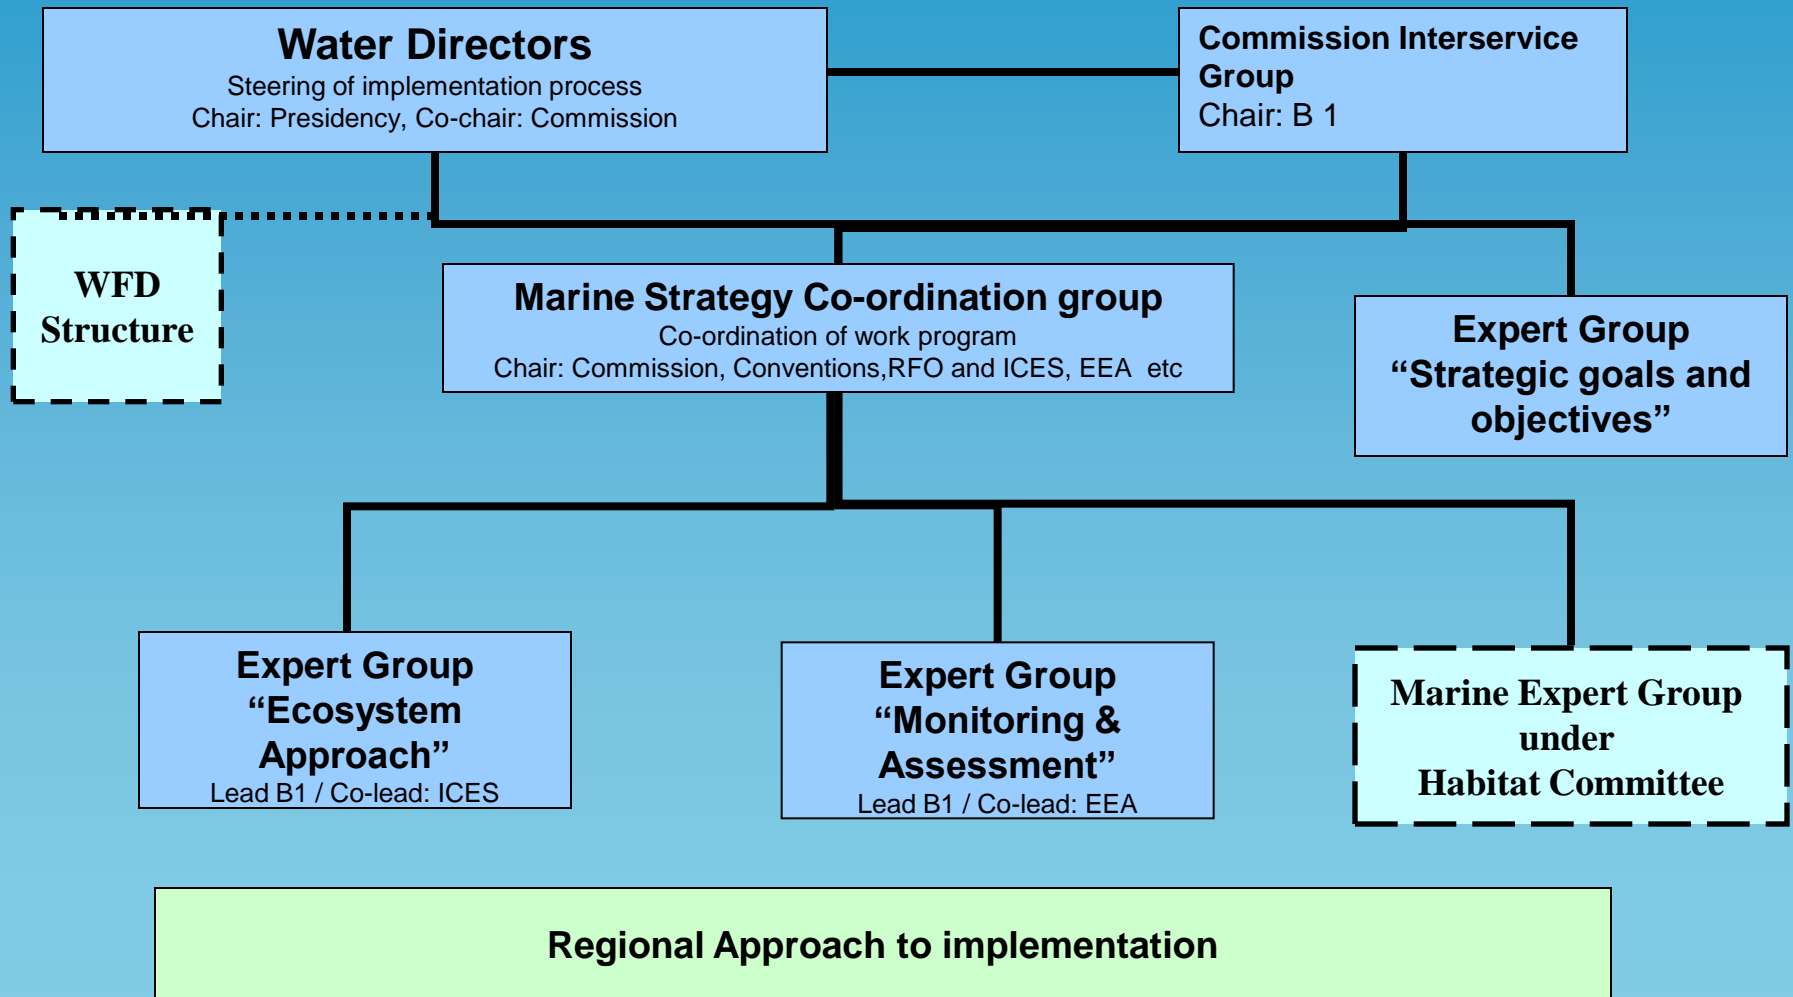 Water Directors
Steering of implementation process
Chair: Presidency, Co-chair: Commission
Commission Interservice
Group
Chair: B 1
WFD
Structure
Marine Strategy Co-ordination group
Co-ordination of work program
Chair: Commission, Conventions,RFO and ICES, EEA etc
Expert Group
“Strategic goals and
objectives”
Expert Group
“Ecosystem
Approach”
Lead B1 / Co-lead: ICES
Expert Group
“Monitoring &
Assessment”
Lead B1 / Co-lead: EEA
Marine Expert Group
under
Habitat Committee
Regional Approach to implementation